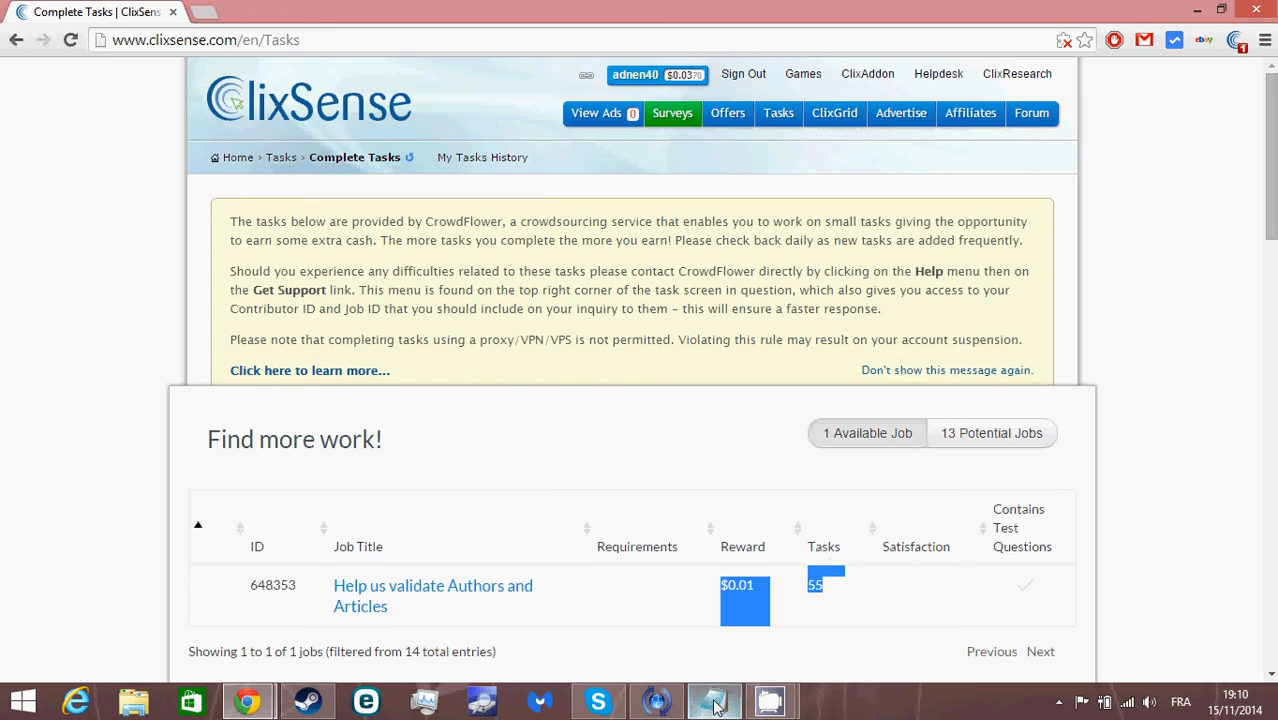 Complete Tasks | ClixSens
www.clixsense.com/en/Tasks
ebay
1
ClixSense
adnen40 $0.0370 Sign Out Games ClixAddon Helpdesk ClixResearch
View Ads 0 Surveys Offers Tasks ClixGrid Advertise Affiliates Forum
Home › Tasks › Complete Tasks My Tasks History
The tasks below are provided by CrowdFlower, a crowdsourcing service that enables you to work on small tasks giving the opportunity
to earn some extra cash. The more tasks you complete the more you earn! Please check back daily as new tasks are added frequently.
Should you experience any difficulties related to these tasks please contact CrowdFlower directly by clicking on the Help menu then on
the Get Support link. This menu is found on the top right corner of the task screen in question, which also gives you access to your
Contributor ID and Job ID that you should include on your inquiry to them – this will ensure a faster response.
Please note that completing tasks using a proxy/VPN/VPS is not permitted. Violating this rule may result on your account suspension.
Click here to learn more... Don't show this message again.
Find more work! 1 Available Job 13 Potential Jobs
Contains
Test
ID Job Title Requirements Reward Tasks Satisfaction Questions
648353 Help us validate Authors and $0.01 55
Articles
Showing 1 to 1 of 1 jobs (filtered from 14 total entries) Previous Next
FRA 19:10
15/11/2014